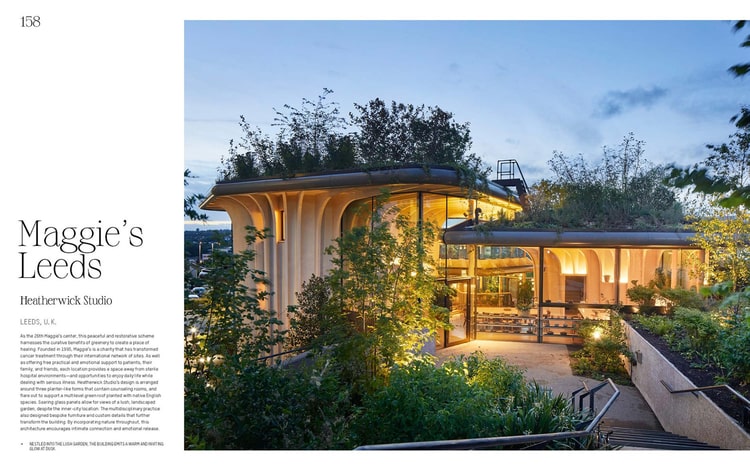 158
Maggie's
Leeds
Heatherwick Studio
LEEDS, U. K.
As the 26th Maggie's center, this peaceful and restorative scheme
harnesses the curative benefits of greenery to create a place of
healing. Founded in 1995, Maggie's is a charity that has transformed
cancer treatment through their international network of sites. As well
as offering free practical and emotional support to patients, their
family, and friends, each location provides a space away from sterile
hospital environments—and opportunities to enjoy daily life while
dealing with serious illness. Heatherwick Studio's design is arranged
around three planter-like forms that contain counseling rooms, and
flare out to support a multilevel green roof planted with native English
species. Soaring glass panels allow for views of a lush, landscaped
garden, despite the inner-city location. The multidisciplinary practice
also designed bespoke furniture and custom details that further
transform the building. By incorporating nature throughout, this
architecture encourages intimate connection and emotional release.
NESTLED INTO THE LUSH GARDEN, THE BUILDING EMITS A WARM AND INVITING
GLOW AT DUSK.